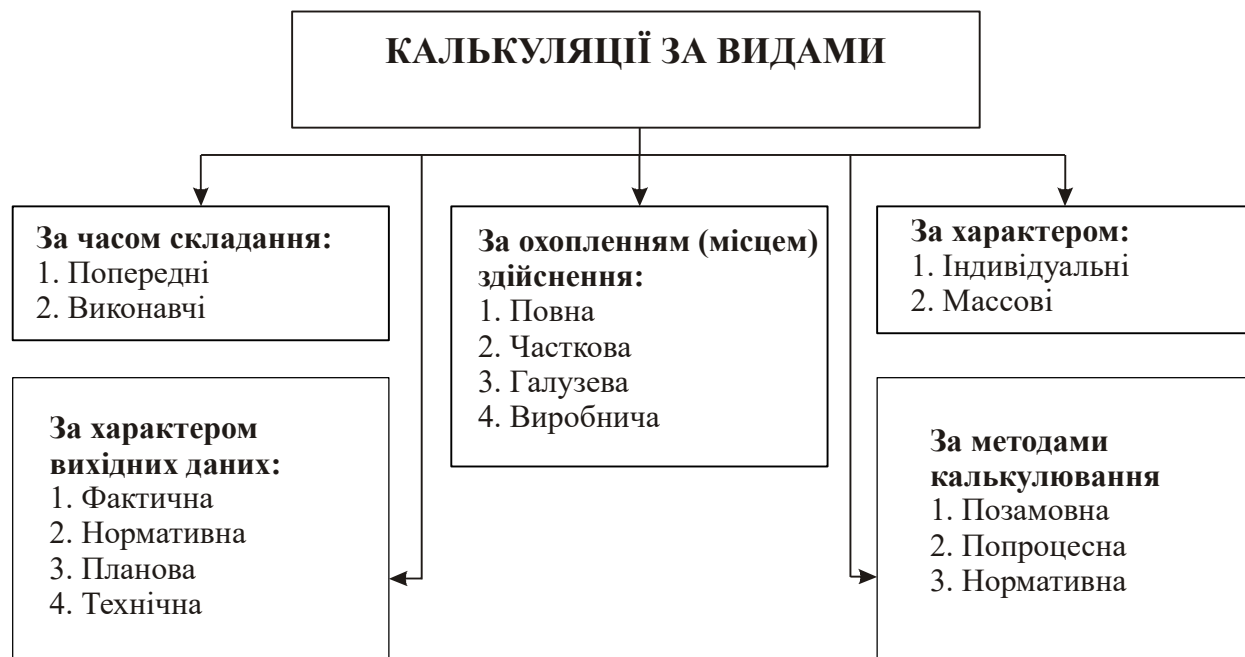 КАЛЬКУЛЯЦІЇ ЗА ВИДАМИ
За часом складання:
1. Попередні
2. Виконавчі
За охопленням (місцем)
здійснення:
1. Повна
2. Часткова
3. Галузева
4. Виробнича
За характером:
1. Індивідуальні
2. Массові
За характером
вихідних даних:
1. Фактична
2. Нормативна
3. Планова
4. Технічна
За методами
калькулювання
1. Позамовна
2. Попроцесна
3. Нормативна